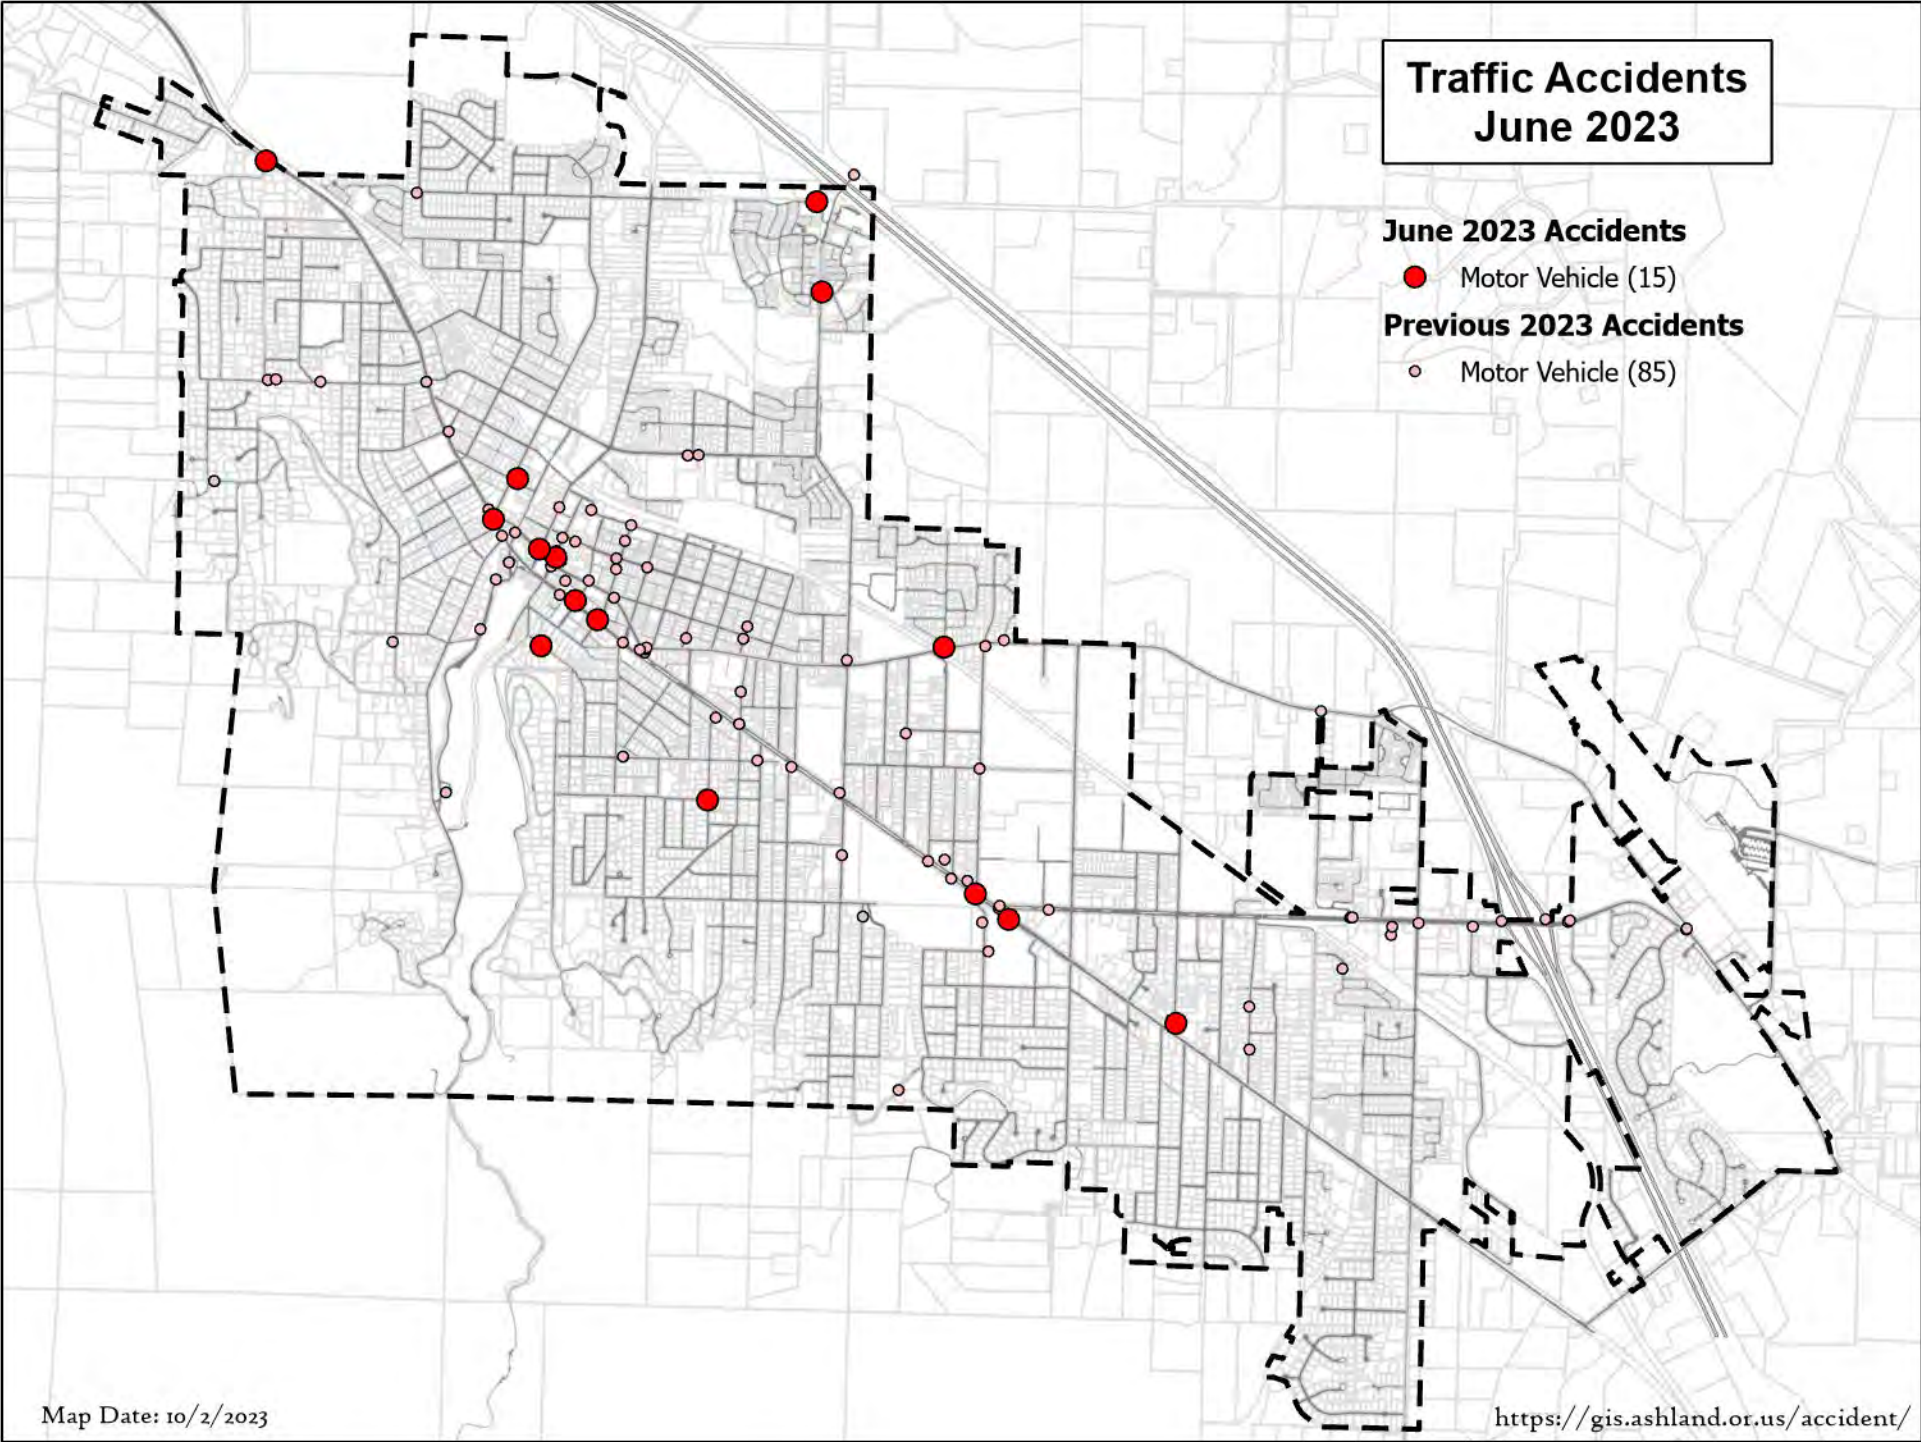 Traffic Accidents
June 2023
June 2023 Accidents
Motor Vehicle (15)
Previous 2023 Accidents
Motor Vehicle (85)
Map Date: 10/2/2023
https://gis.ashland.or.us/accident/